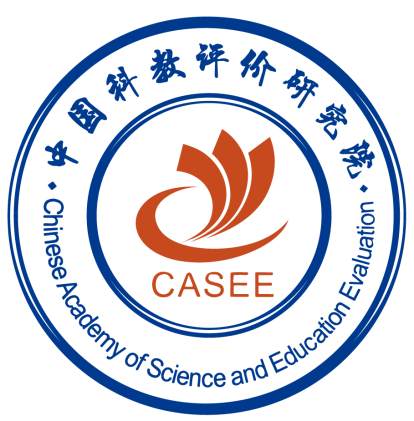 中国科教评价研究院
CASEE
Chinese Academy of Science and Education Evaluation